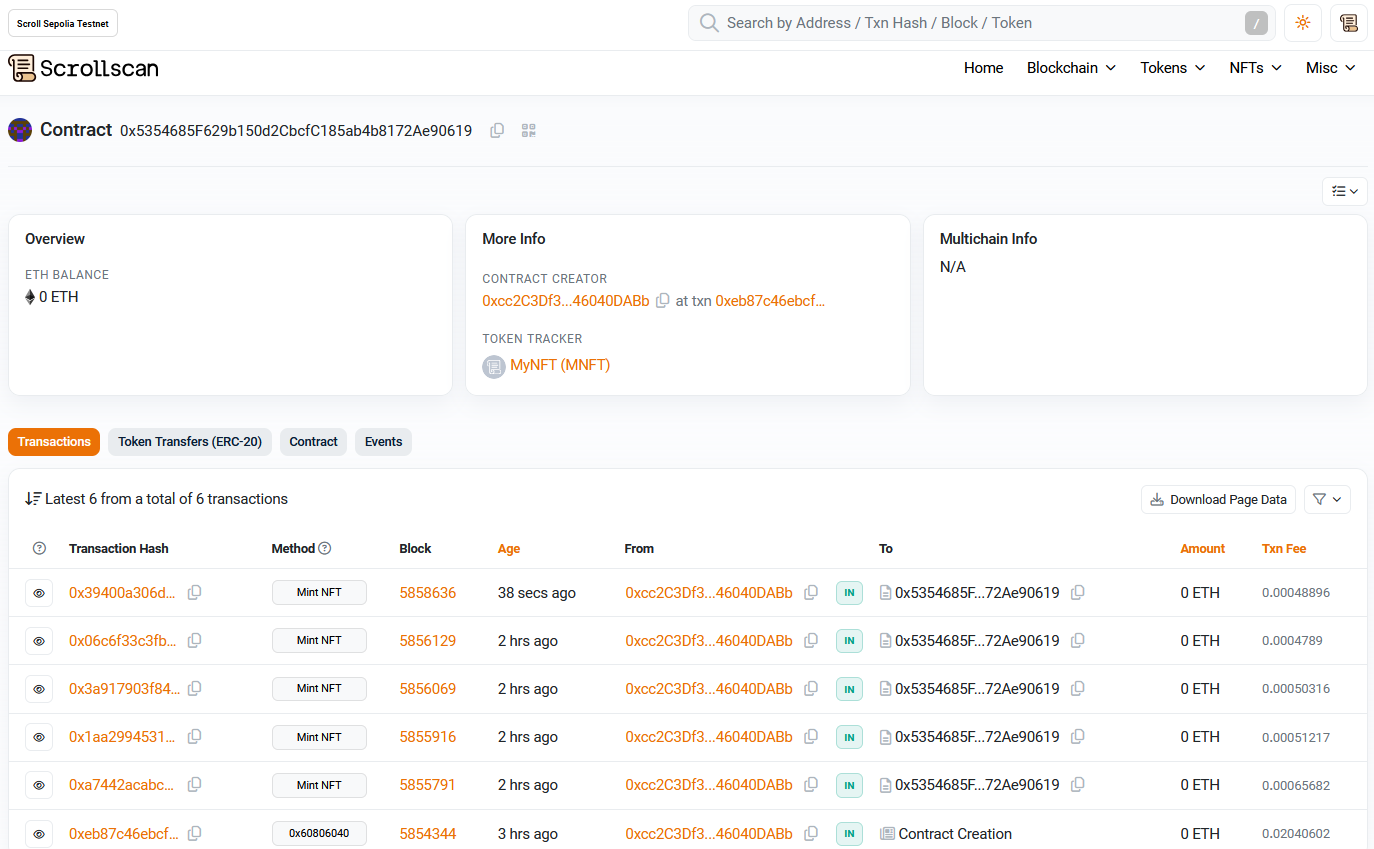 Scroll Sepolia Testnet
Search by Address / Txn Hash / Block / Token
/
Scrollscan
Home Blockchain Tokens NFTs Misc
Contract 0x5354685F629b150d2CbcfC185ab4b8172Ae90619
Overview
ETH BALANCE
0 ETH
More Info
CONTRACT CREATOR
0xcc2C3Df3...46040DABb at txn 0xeb87c46ebcf...
TOKEN TRACKER
MyNFT (MNFT)
Multichain Info
N/A
Transactions Token Transfers (ERC-20) Contract Events
Latest 6 from a total of 6 transactions
Download Page Data
? Transaction Hash Method ? Block Age From To Amount Txn Fee
0x39400a306d... Mint NFT 5858636 38 secs ago 0xcc2C3Df3...46040DABb IN 0x5354685F...72Ae90619 0 ETH 0.00048896
0x06c6f33c3fb... Mint NFT 5856129 2 hrs ago 0xcc2C3Df3...46040DABb IN 0x5354685F...72Ae90619 0 ETH 0.0004789
0x3a917903f84... Mint NFT 5856069 2 hrs ago 0xcc2C3Df3...46040DABb IN 0x5354685F...72Ae90619 0 ETH 0.00050316
0x1aa2994531... Mint NFT 5855916 2 hrs ago 0xcc2C3Df3...46040DABb IN 0x5354685F...72Ae90619 0 ETH 0.00051217
0xa7442acabc... Mint NFT 5855791 2 hrs ago 0xcc2C3Df3...46040DABb IN 0x5354685F...72Ae90619 0 ETH 0.00065682
0xeb87c46ebcf... 0x60806040 5854344 3 hrs ago 0xcc2C3Df3...46040DABb IN Contract Creation 0 ETH 0.02040602